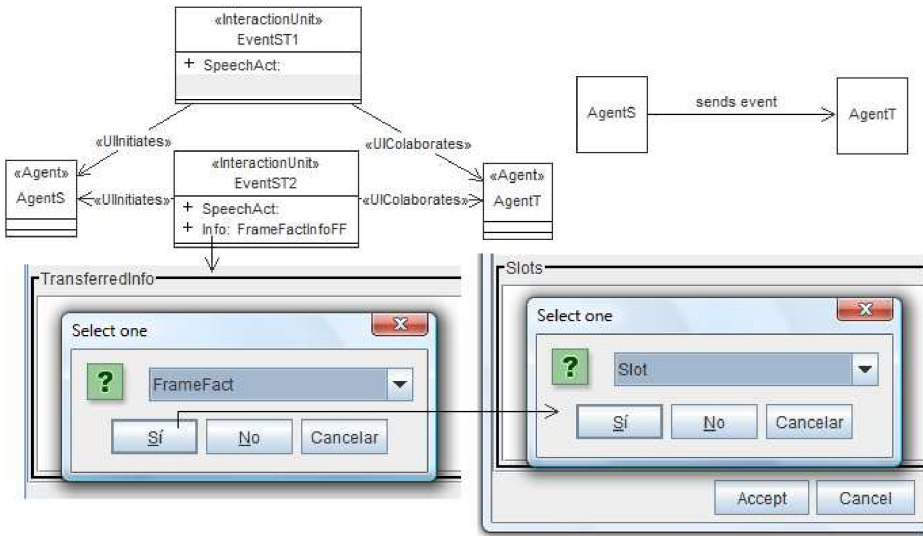 «InteractionUnit»
EventST1
+ SpeechAct:
«UIInitiates»
«UIColaborates»
AgentS
sends event
AgentT
«Agent»
AgentS
«UIInitiates»
«InteractionUnit»
EventST2
+ SpeechAct:
+ Info: FrameFactInfoFF
«UIColaborates»
«Agent»
AgentT
TransferredInfo
Select one
?
FrameFact
Sí
No
Cancelar
Slots
Select one
?
Slot
Sí
No
Cancelar
Accept
Cancel